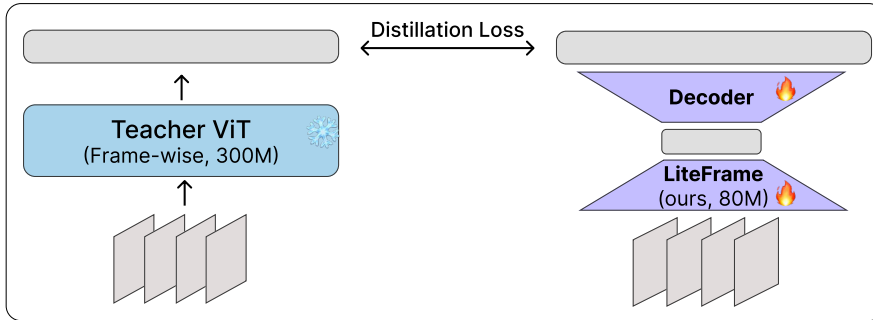 Distillation Loss
Teacher ViT
(Frame-wise, 300M)
Decoder
LiteFrame
(ours, 80M)